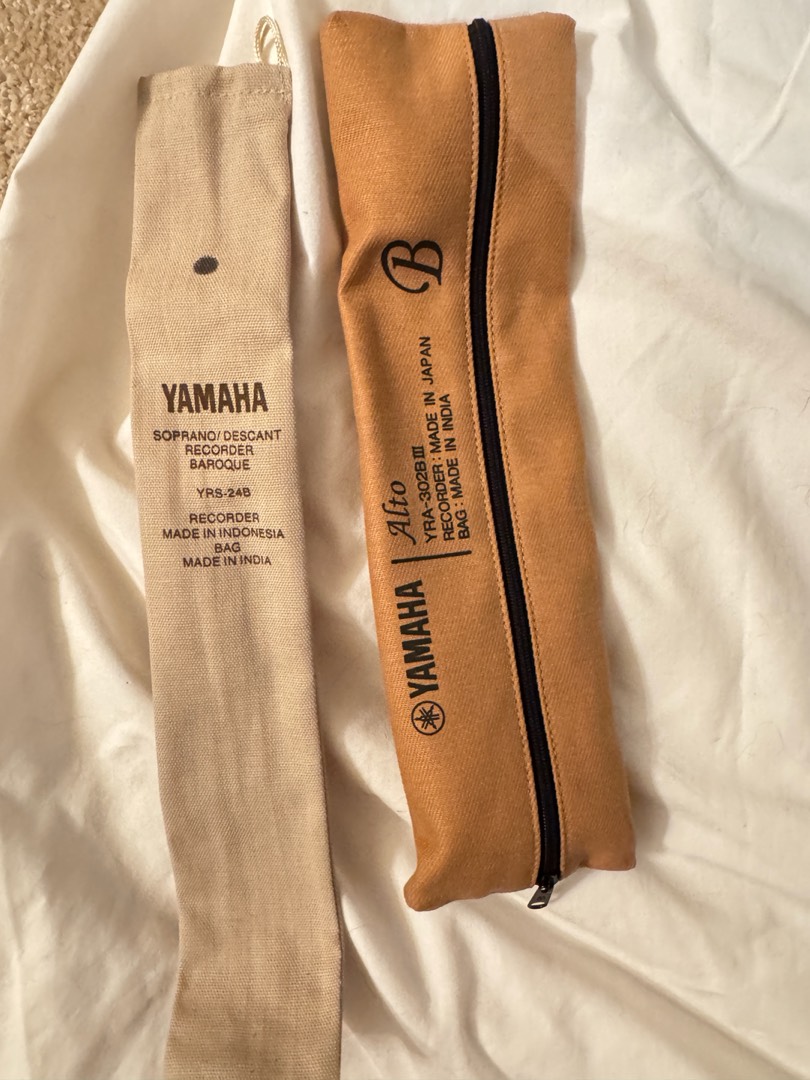 YAMAHA
SOPRANO/DESCANT
RECORDER
BAROQUE
YRS-24B
RECORDER
MADE IN INDONESIA
BAG
MADE IN INDIA
B
YAMAHA
Alto
YRA-302BIII
RECORDER: MADE IN JAPAN
BAG: MADE IN INDIA